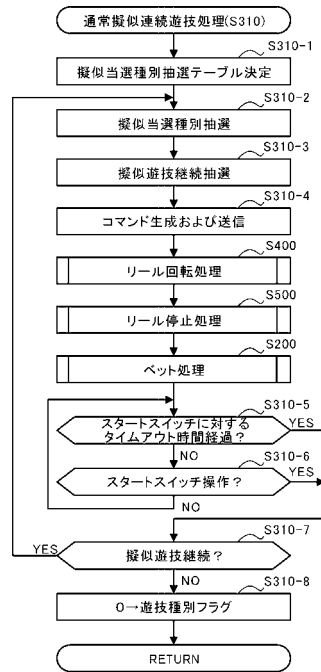 通常擬似連続遊技処理(S310)
S310-1
擬似当選種別抽選テーブル決定
S310-2
擬似当選種別抽選
S310-3
擬似遊技継続抽選
S310-4
コマンド生成および送信
S400
リール回転処理
S500
リール停止処理
S200
ベット処理
S310-5
スタートスイッチに対する
タイムアウト時間経過?
YES
NO
S310-6
スタートスイッチ操作?
YES
NO
S310-7
擬似遊技継続?
YES
NO
S310-8
0→遊技種別フラグ
RETURN